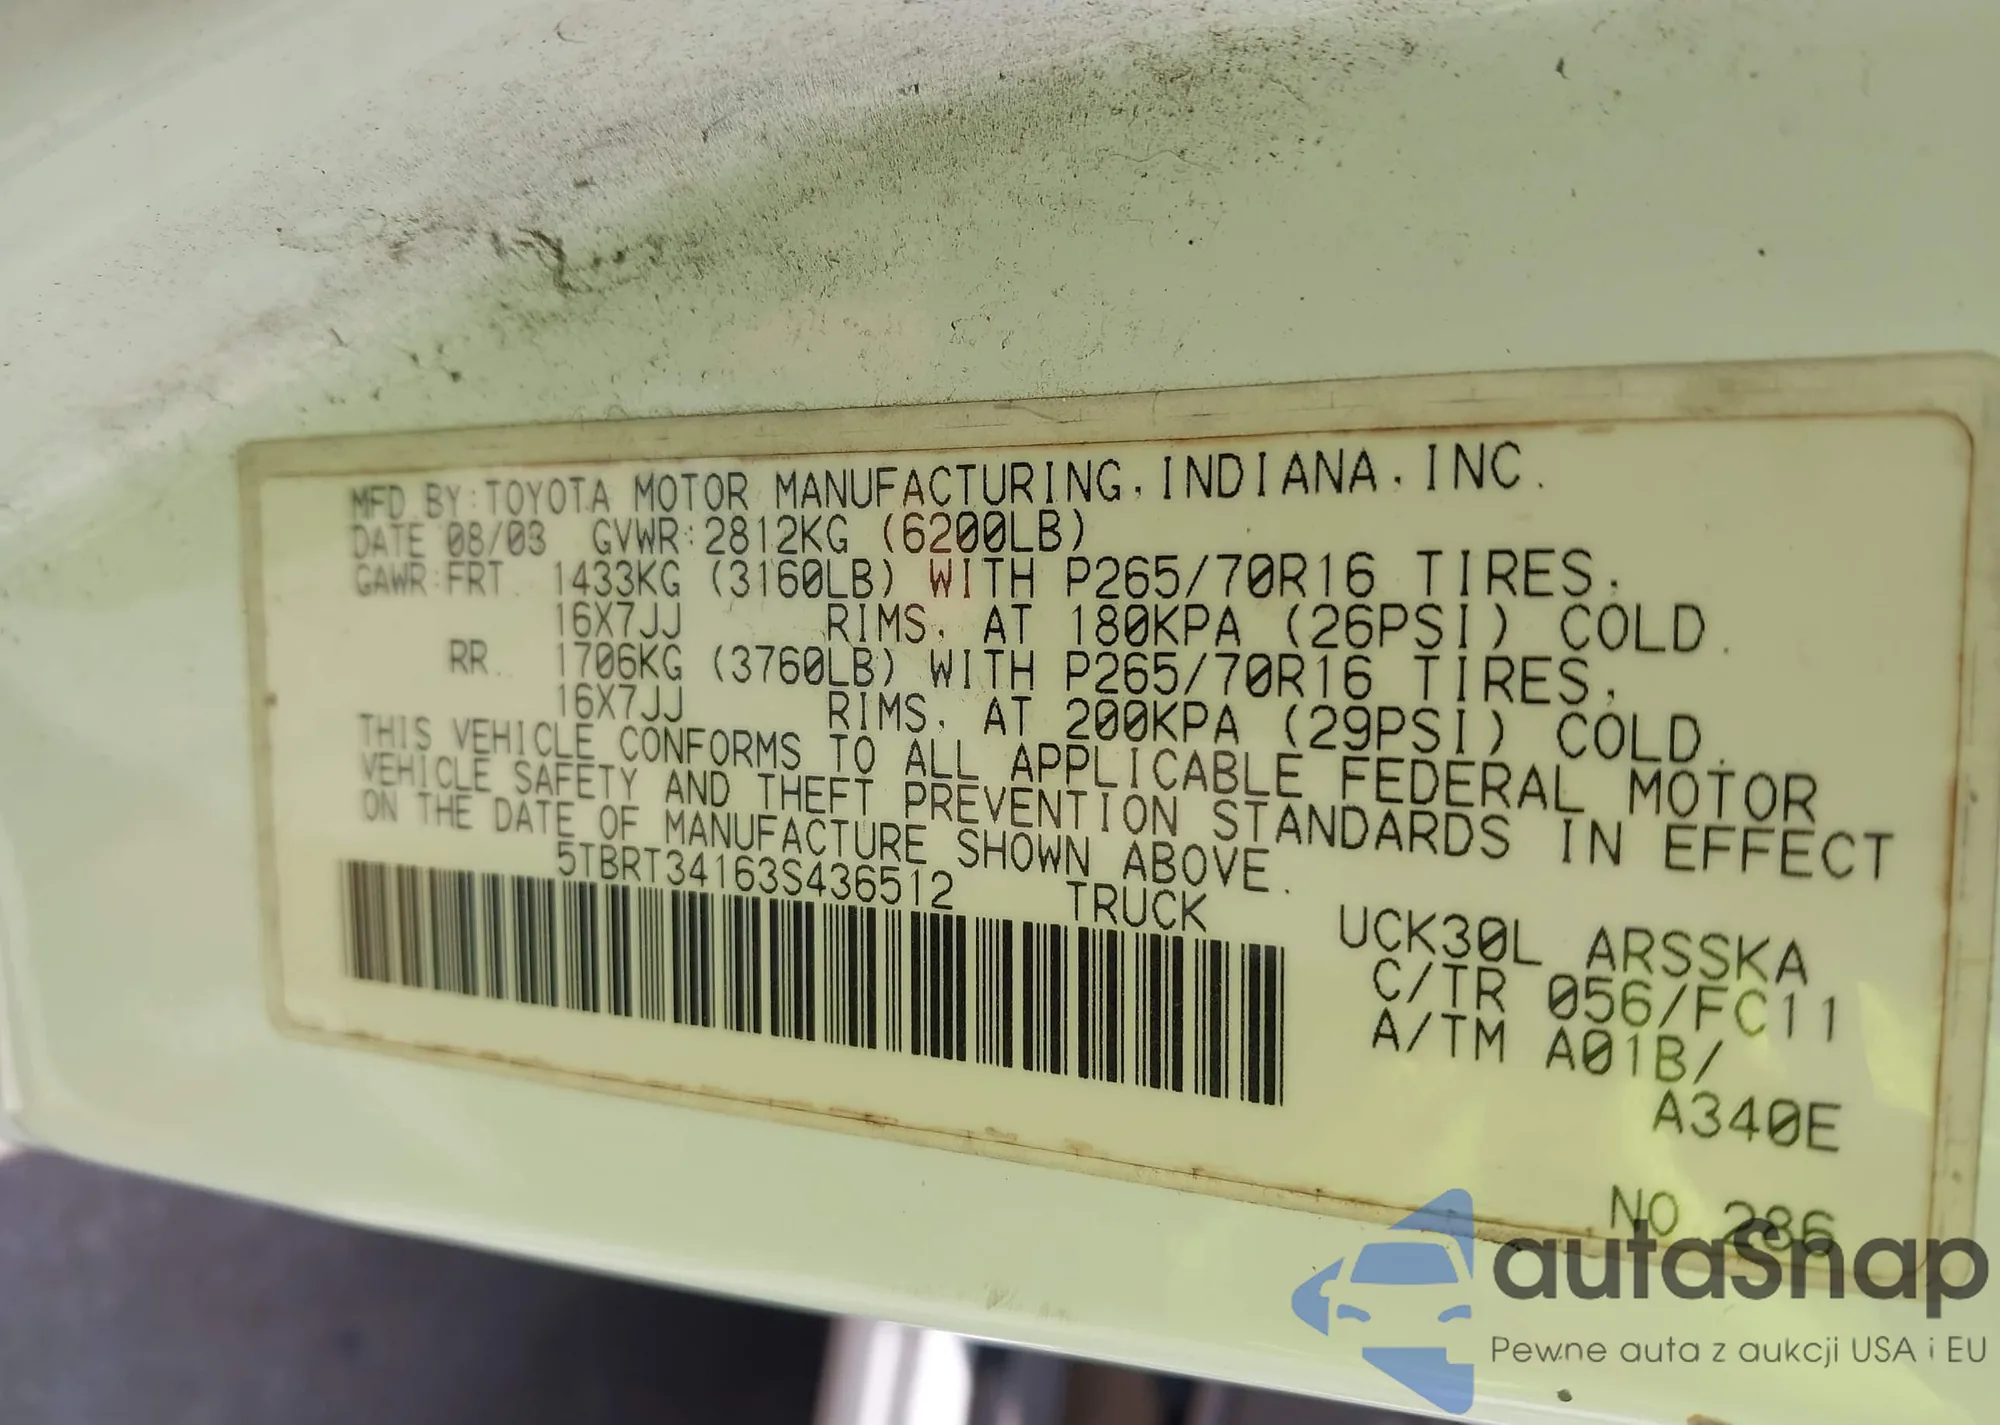 MFD BY:TOYOTA MOTOR MANUFACTURING, INDIANA, INC.
DATE 08/03 GVWR:2812KG (6200LB)
GAWR:FRT. 1433KG (3160LB) WITH P265/70R16 TIRES,
16X7JJ RIMS, AT 180KPA (26PSI) COLD.
RR. 1706KG (3760LB) WITH P265/70R16 TIRES,
16X7JJ RIMS, AT 200KPA (29PSI) COLD.
THIS VEHICLE CONFORMS TO ALL APPLICABLE FEDERAL MOTOR
VEHICLE SAFETY AND THEFT PREVENTION STANDARDS IN EFFECT
ON THE DATE OF MANUFACTURE SHOWN ABOVE.
5TBRT34163S436512 TRUCK
UCK30L ARSSKA
C/TR 056/FC11
A/TM A01B/
A340E
NO 286
autaSnap
Pewne auta z aukcji USA i EU